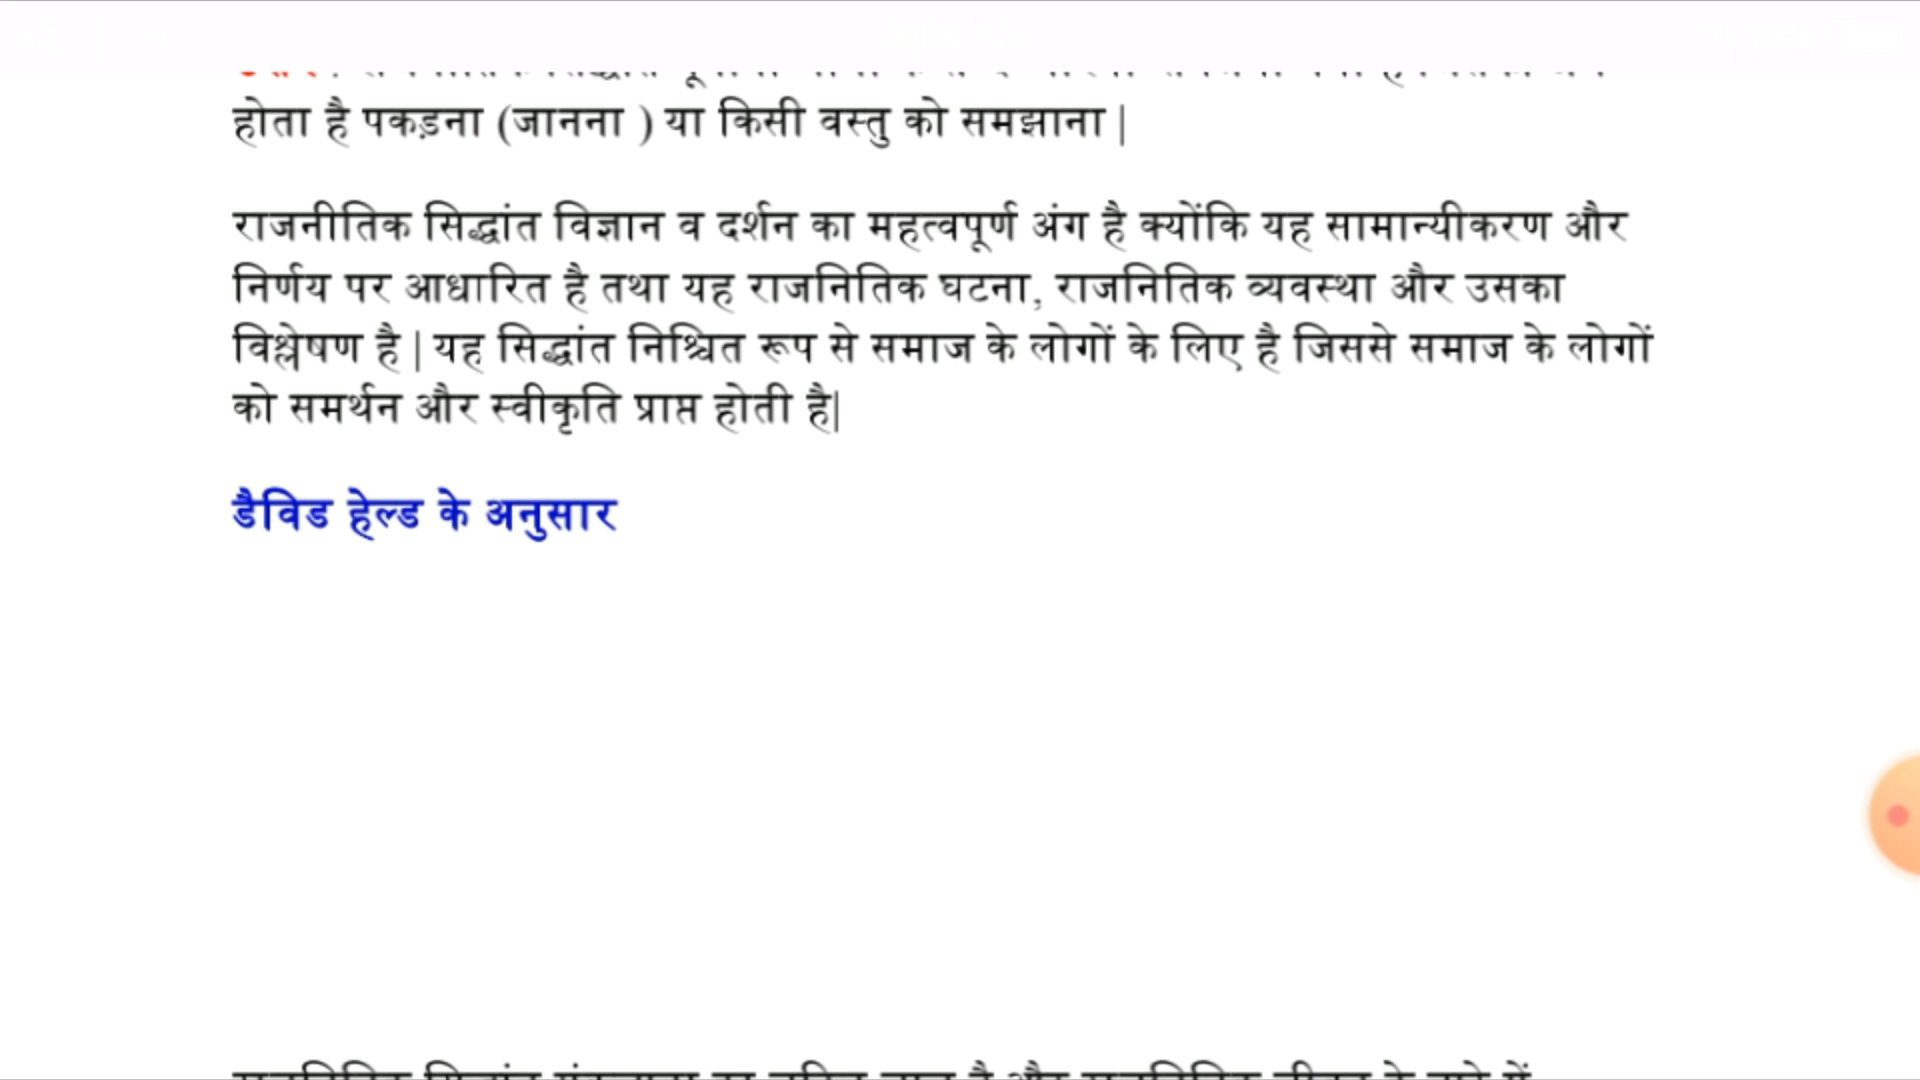 होता है पकड़ना (जानना ) या किसी वस्तु को समझाना |
राजनीतिक सिद्धांत विज्ञान व दर्शन का महत्वपूर्ण अंग है क्योंकि यह सामान्यीकरण और
निर्णय पर आधारित है तथा यह राजनितिक घटना, राजनितिक व्यवस्था और उसका
विश्लेषण है | यह सिद्धांत निश्चित रूप से समाज के लोगों के लिए है जिससे समाज के लोगों
को समर्थन और स्वीकृति प्राप्त होती है|
डैविड हेल्ड के अनुसार